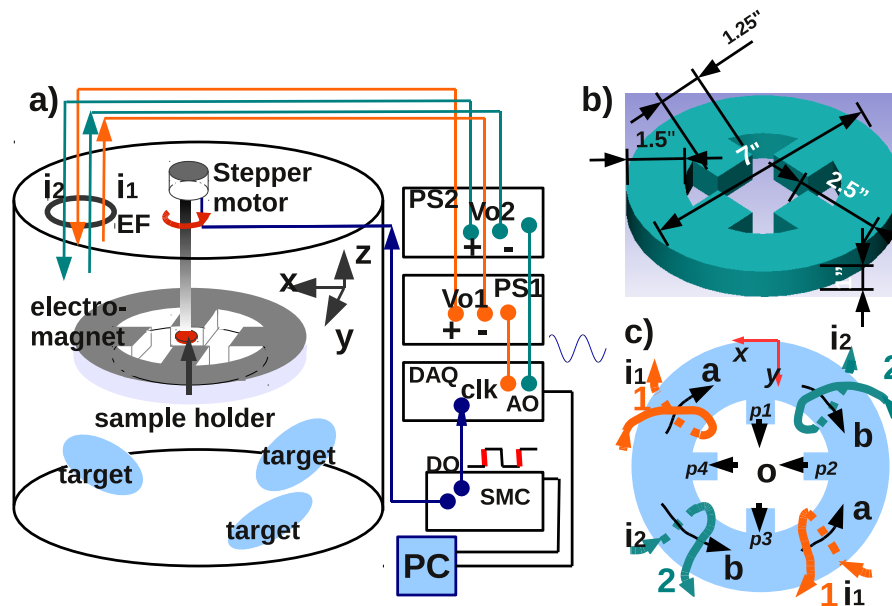 a)
i2
i1
EF
Stepper
motor
x
z
y
electro-
magnet
sample holder
target
target
target
PS2
Vo2
+
-
PS1
Vo1
+
-
DAQ
clk
AO
DO
SMC
PC
b)
1.25"
1.5"
7"
2.5”
c)
x
y
i2
2
i1
1
a
b
p1
p4
o
p2
p3
a
b
i2
2
1
i1